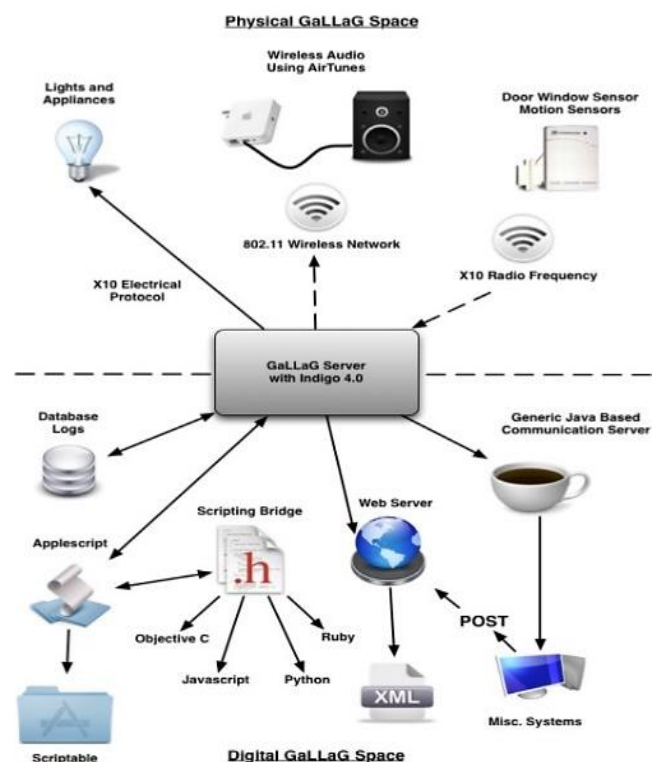 Physical GaLLaG Space
Wireless Audio
Using AirTunes
Lights and
Appliances
Door Window Sensor
Motion Sensors
802.11 Wireless Network
X10 Radio Frequency
X10 Electrical
Protocol
GaLLaG Server
with Indigo 4.0
Database
Logs
Generic Java Based
Communication Server
Scripting Bridge
Web Server
Applescript
.h
POST
Objective C
Ruby
Javascript
Python
XML
Misc. Systems
Scriptable
Digital GaLLaG Space